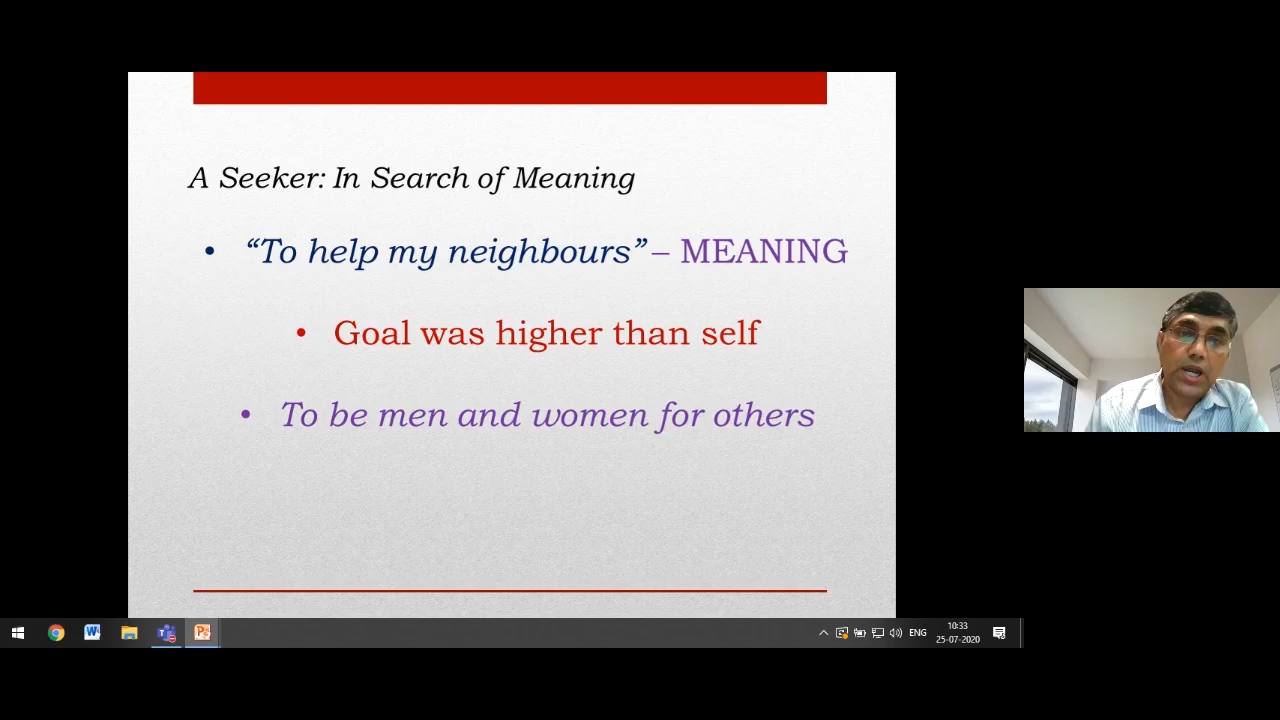 A Seeker: In Search of Meaning
• “To help my neighbours” – MEANING
• Goal was higher than self
• To be men and women for others
ENG
10:33
25-07-2020